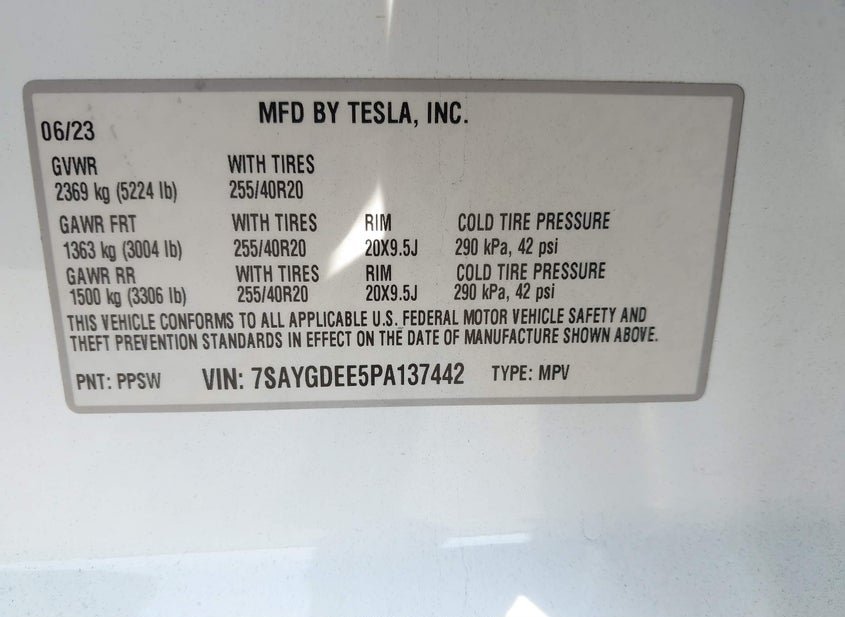 MFD BY TESLA, INC.
06/23
GVWR WITH TIRES
2369 kg (5224 lb) 255/40R20
GAWR FRT WITH TIRES RIM COLD TIRE PRESSURE
1363 kg (3004 lb) 255/40R20 20X9.5J 290 kPa, 42 psi
GAWR RR WITH TIRES RIM COLD TIRE PRESSURE
1500 kg (3306 lb) 255/40R20 20X9.5J 290 kPa, 42 psi
THIS VEHICLE CONFORMS TO ALL APPLICABLE U.S. FEDERAL MOTOR VEHICLE SAFETY AND
THEFT PREVENTION STANDARDS IN EFFECT ON THE DATE OF MANUFACTURE SHOWN ABOVE.
PNT: PPSW VIN: 7SAYGDEE5PA137442 TYPE: MPV